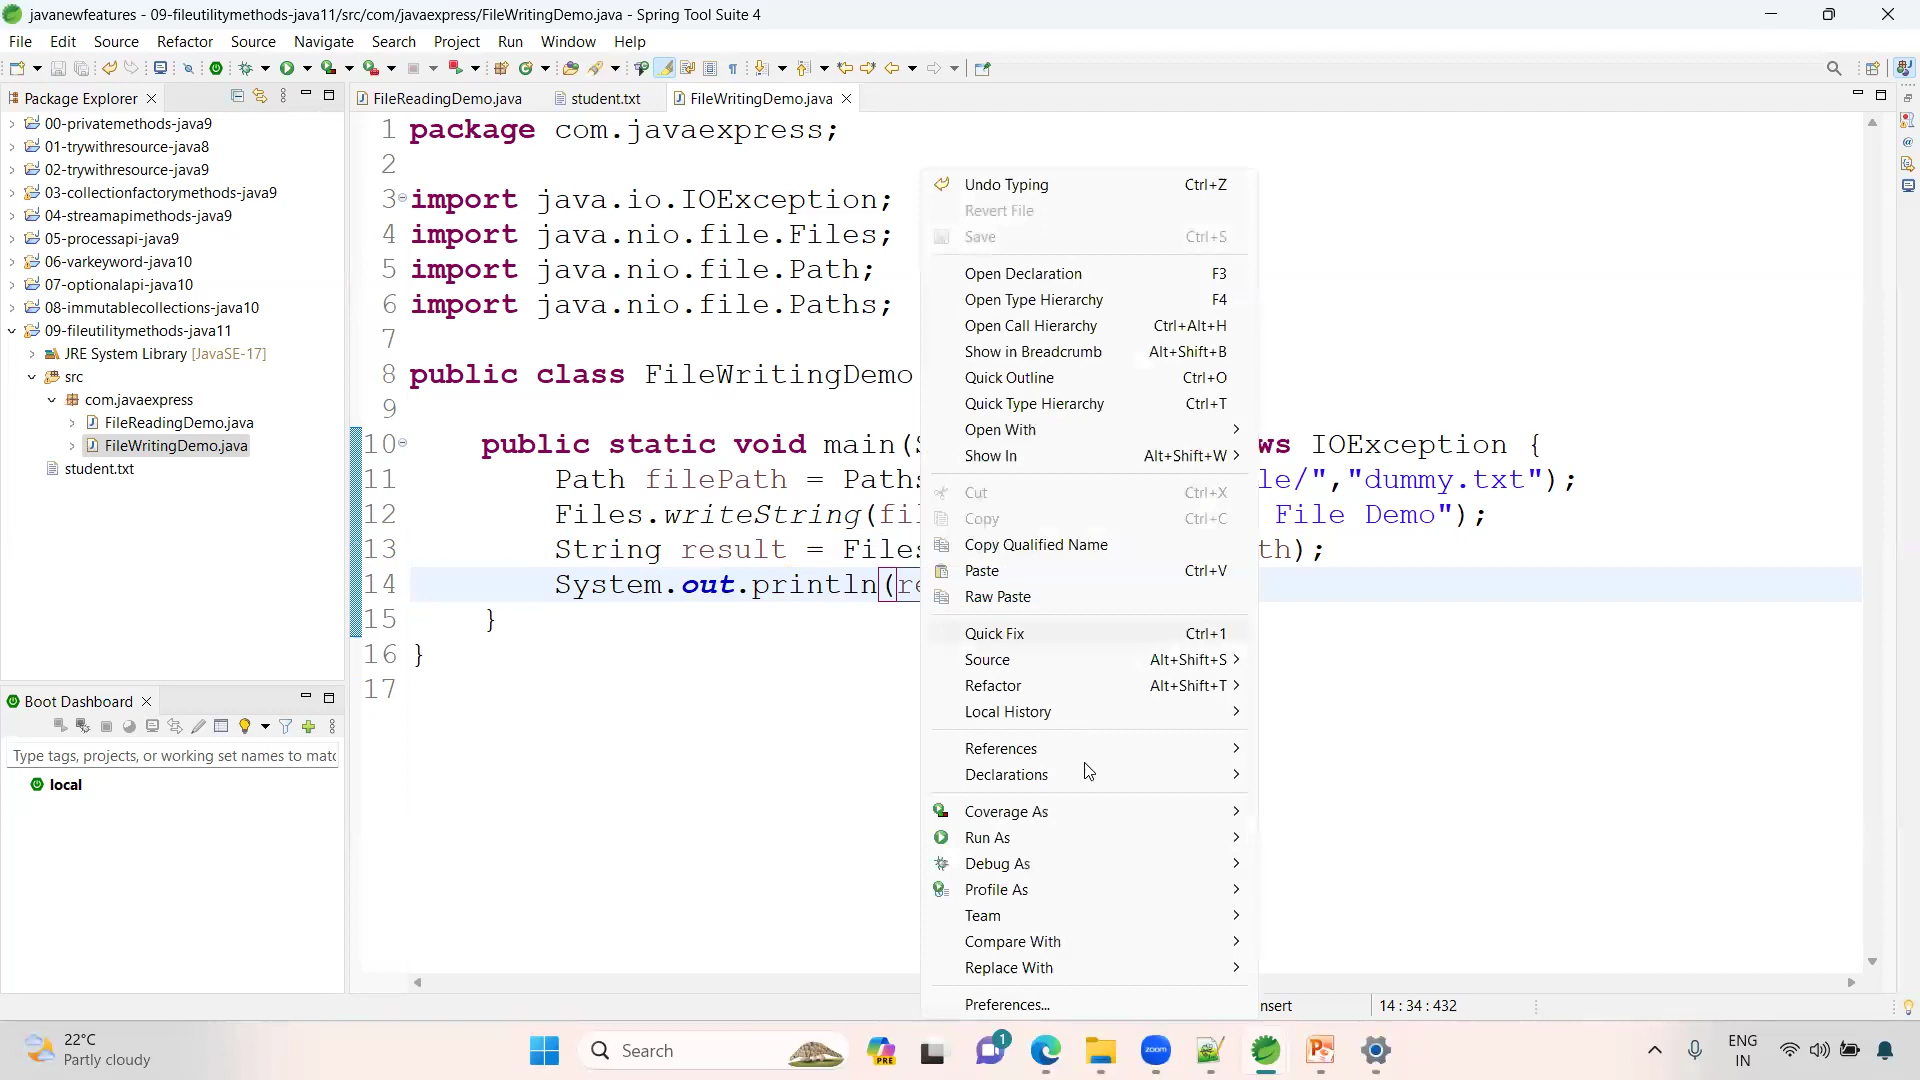 javanewfeatures - 09-fileutilitymethods-java11/src/com/javaexpress/FileWritingDemo.java - Spring Tool Suite 4
File Edit Source Refactor Source Navigate Search Project Run Window Help
Package Explorer
FileReadingDemo.java student.txt FileWritingDemo.java
00-privatemethods-java9
01-trywithresource-java8
02-trywithresource-java9
03-collectionfactorymethods-java9
04-streamapimethods-java9
05-processapi-java9
06-varkeyword-java10
07-optionalapi-java10
08-immutablecollections-java10
09-fileutilitymethods-java11
JRE System Library [JavaSE-17]
src
com.javaexpress
FileReadingDemo.java
FileWritingDemo.java
student.txt
Boot Dashboard
Type tags, projects, or working set names to matc
local
1 package com.javaexpress;
2
3 import java.io.IOException;
4 import java.nio.file.Files;
5 import java.nio.file.Path;
6 import java.nio.file.Paths;
7
8 public class FileWritingDemo
9
10 public static void main(S ws IOException {
11 Path filePath = Paths le/","dummy.txt");
12 Files.writeString(fil File Demo");
13 String result = Files th);
14 System.out.println(re
15 }
16 }
17
Undo Typing Ctrl+Z
Revert File
Save Ctrl+S
Open Declaration F3
Open Type Hierarchy F4
Open Call Hierarchy Ctrl+Alt+H
Show in Breadcrumb Alt+Shift+B
Quick Outline Ctrl+O
Quick Type Hierarchy Ctrl+T
Open With
Show In Alt+Shift+W
Cut Ctrl+X
Copy Ctrl+C
Copy Qualified Name
Paste Ctrl+V
Raw Paste
Quick Fix Ctrl+1
Source Alt+Shift+S
Refactor Alt+Shift+T
Local History
References
Declarations
Coverage As
Run As
Debug As
Profile As
Team
Compare With
Replace With
Preferences...
nsert 14 : 34 : 432
22°C
Partly cloudy
Search
PRE
1
zoom
ENG
IN